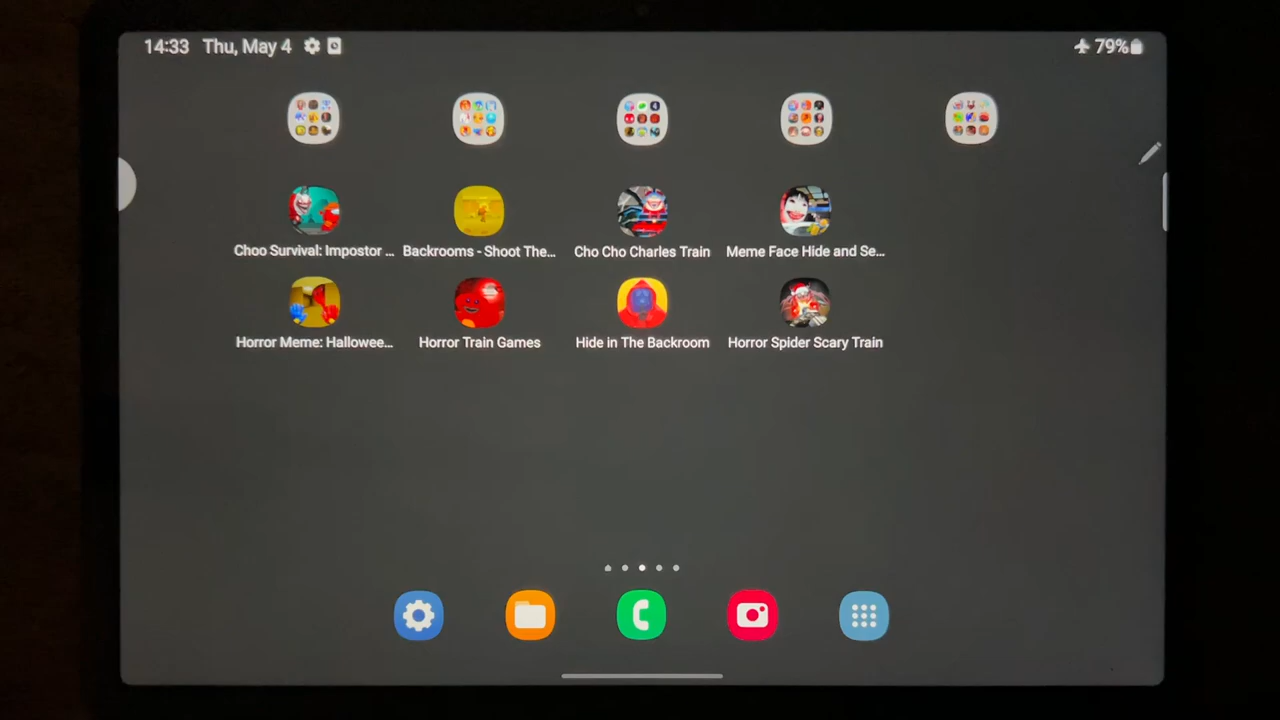 14:33 Thu, May 4
79%
Choo Survival: Impostor ...
Backrooms - Shoot The...
Cho Cho Charles Train
Meme Face Hide and Se...
Horror Meme: Hallowee...
Horror Train Games
Hide in The Backroom
Horror Spider Scary Train